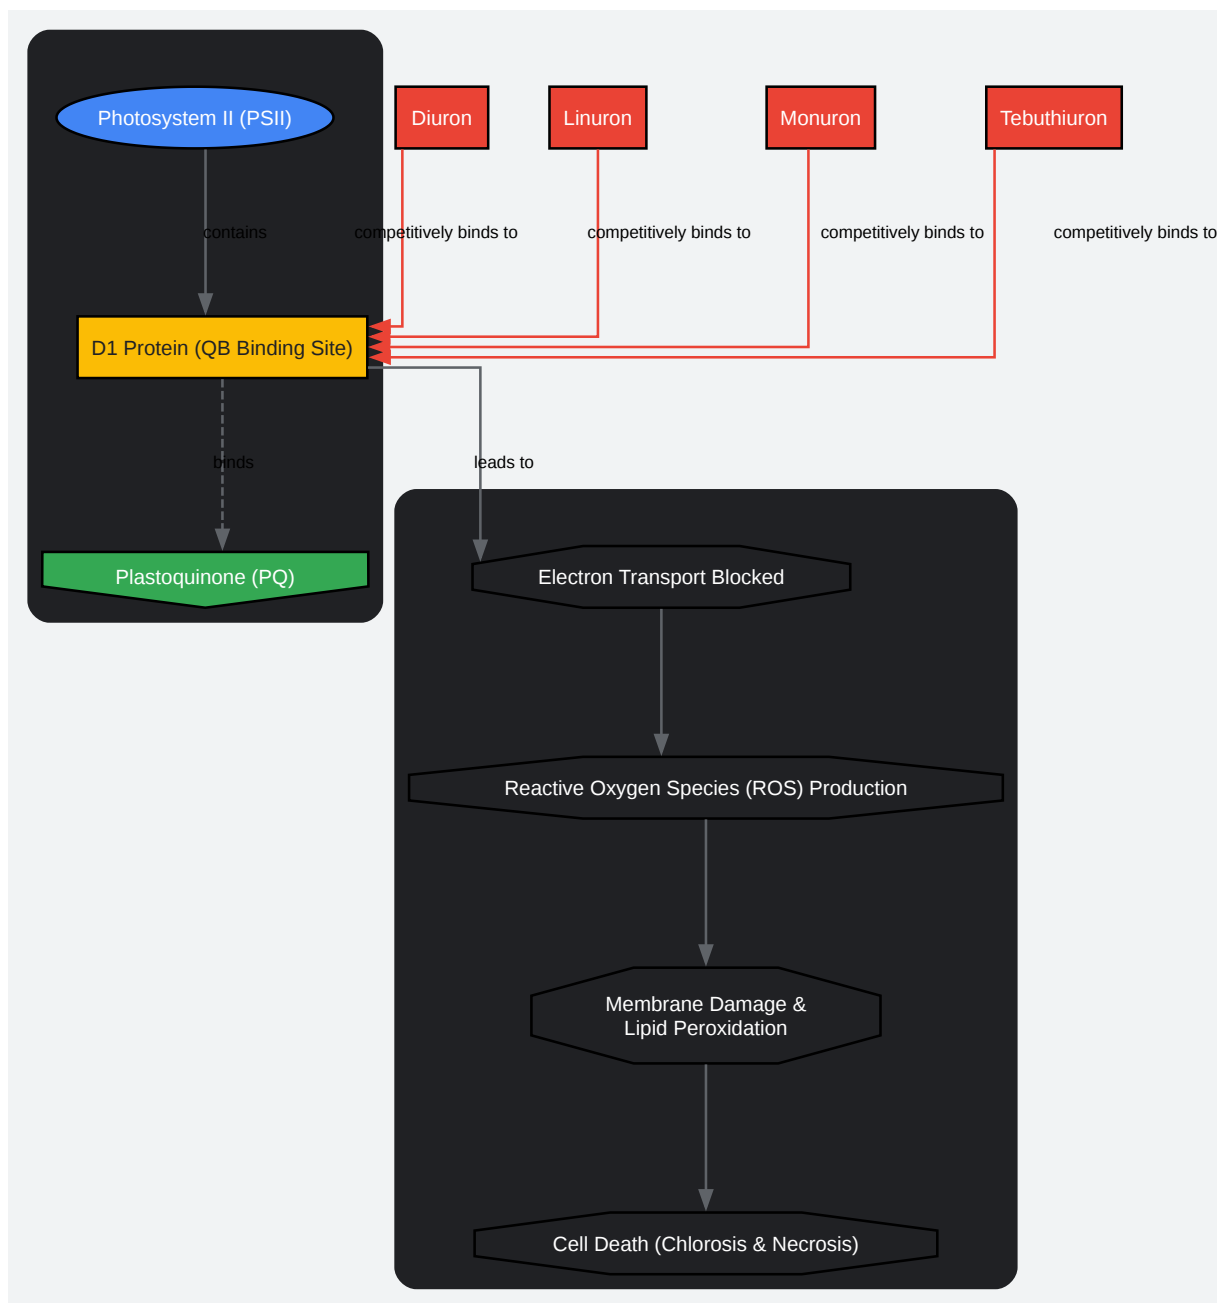 Photosystem II (PSII)
Diuron
Linuron
Monuron
Tebuthiuron
contains
competitively binds to
competitively binds to
competitively binds to
competitively binds to
D1 Protein (QB Binding Site)
binds
leads to
Plastoquinone (PQ)
Electron Transport Blocked
Reactive Oxygen Species (ROS) Production
Membrane Damage &
Lipid Peroxidation
Cell Death (Chlorosis & Necrosis)